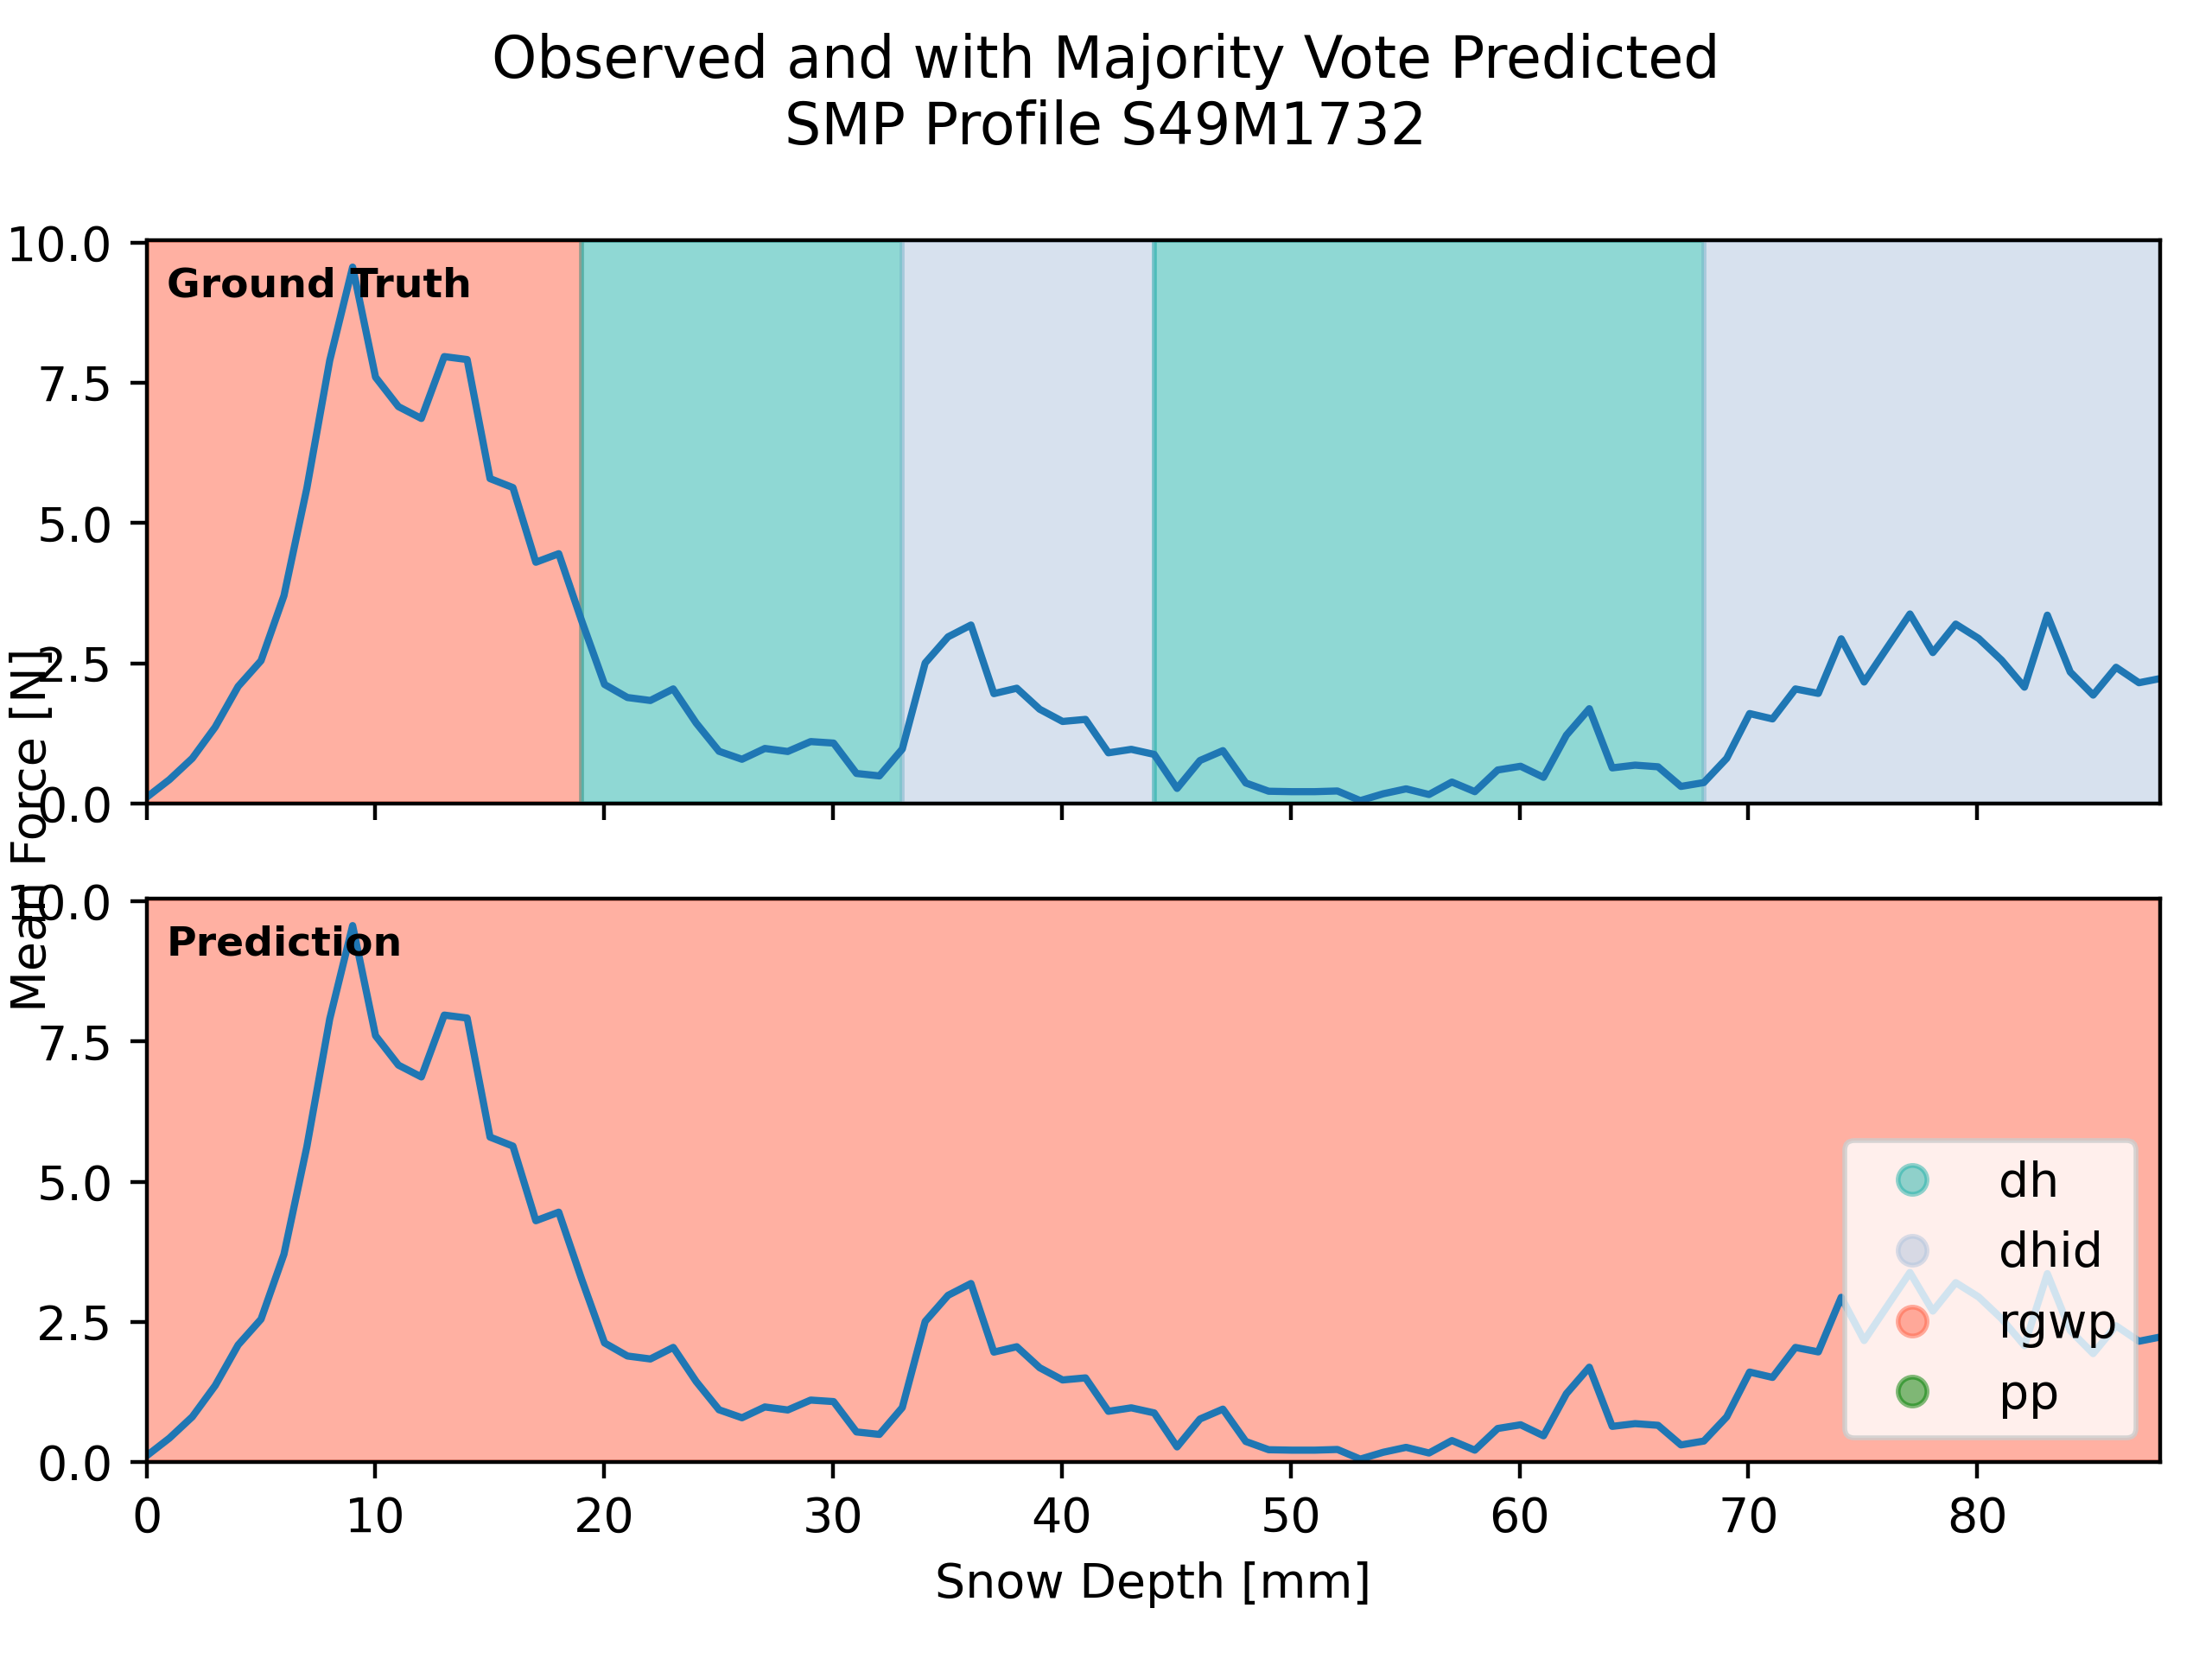 Observed and with Majority Vote Predicted
SMP Profile S49M1732
10.0
Ground Truth
7.5
5.0
2.5
0.0
Mean Force [N]
10.0
Prediction
7.5
5.0
2.5
0.0
dh
dhid
rgwp
pp
0 10 20 30 40 50 60 70 80
Snow Depth [mm]